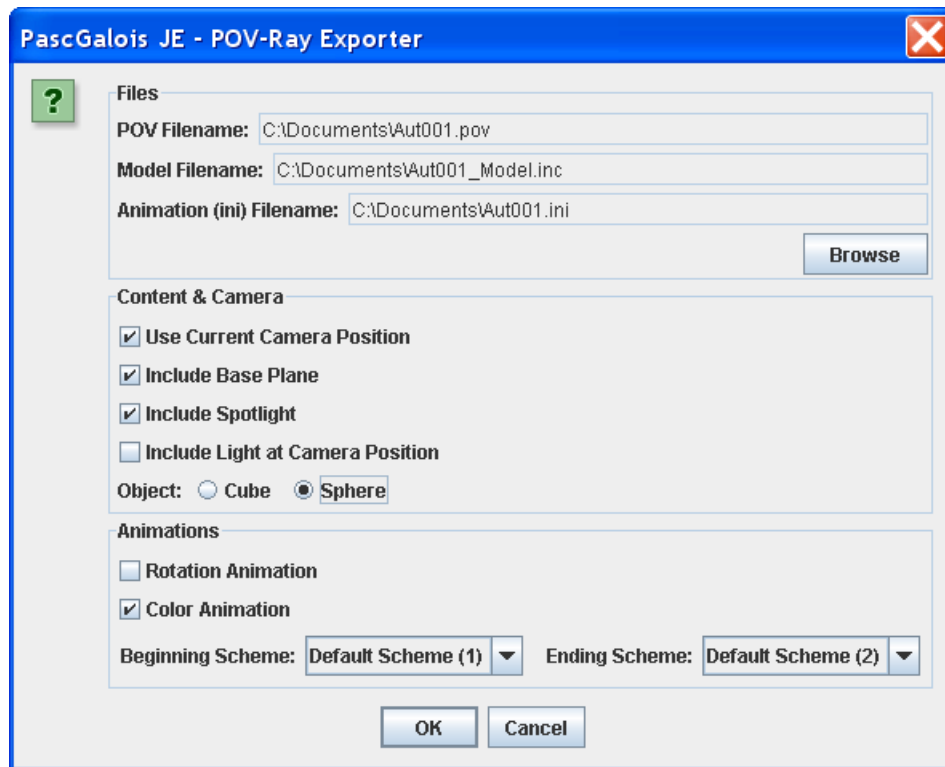 PascGalois JE - POV-Ray Exporter
?
Files
POV Filename: C:\Documents\Aut001.pov
Model Filename: C:\Documents\Aut001_Model.inc
Animation (ini) Filename: C:\Documents\Aut001.ini
Browse
Content & Camera
Use Current Camera Position
Include Base Plane
Include Spotlight
Include Light at Camera Position
Object: Cube Sphere
Animations
Rotation Animation
Color Animation
Beginning Scheme: Default Scheme (1) Ending Scheme: Default Scheme (2)
OK Cancel